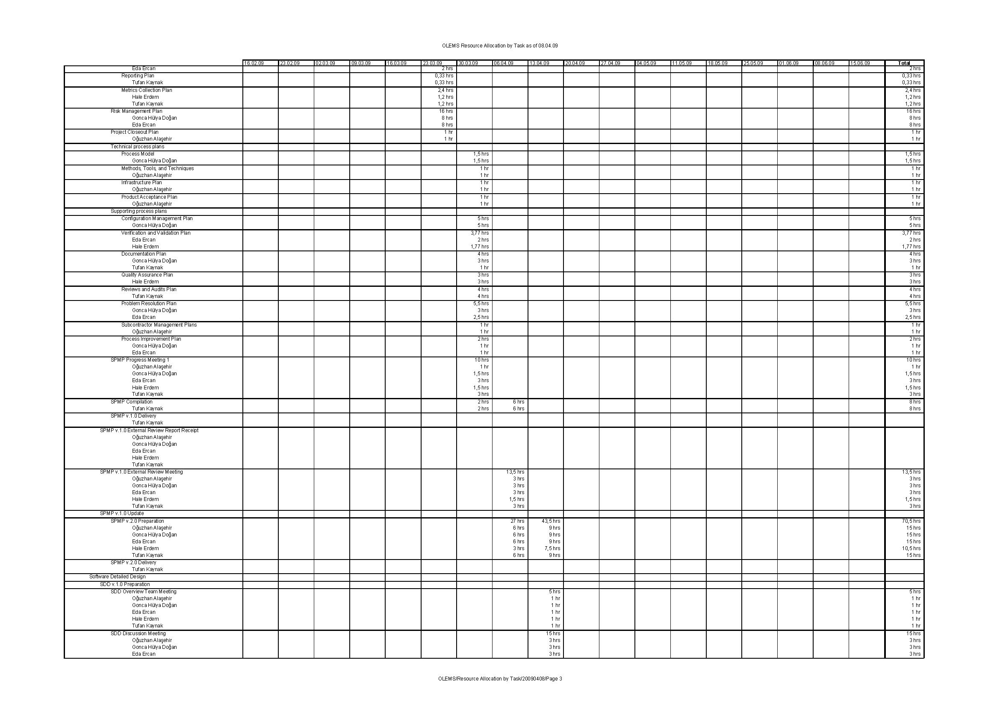 OLEMS Resource Allocation by Task as of 08.04.09
16.02.09 23.02.09 02.03.09 09.03.09 16.03.09 23.03.09 30.03.09 06.04.09 13.04.09 20.04.09 27.04.09 04.05.09 11.05.09 18.05.09 25.05.09 01.06.09 08.06.09 15.06.09 Total
Eda Ercan 2 hrs 2 hrs
Reporting Plan 0,33 hrs 0,33 hrs
Tufan Kaynak 0,33 hrs 0,33 hrs
Metrics Collection Plan 2,4 hrs 2,4 hrs
Hale Erdem 1,2 hrs 1,2 hrs
Tufan Kaynak 1,2 hrs 1,2 hrs
Risk Management Plan 16 hrs 16 hrs
Gonca Hülya Doğan 8 hrs 8 hrs
Eda Ercan 8 hrs 8 hrs
Project Closeout Plan 1 hr 1 hr
Oğuzhan Alaşehir 1 hr 1 hr
Technical process plans
Process Model 1,5 hrs 1,5 hrs
Gonca Hülya Doğan 1,5 hrs 1,5 hrs
Methods, Tools, and Techniques 1 hr 1 hr
Oğuzhan Alaşehir 1 hr 1 hr
Infrastructure Plan 1 hr 1 hr
Oğuzhan Alaşehir 1 hr 1 hr
Product Acceptance Plan 1 hr 1 hr
Oğuzhan Alaşehir 1 hr 1 hr
Supporting process plans
Configuration Management Plan 5 hrs 5 hrs
Gonca Hülya Doğan 5 hrs 5 hrs
Verification and Validation Plan 3,77 hrs 3,77 hrs
Eda Ercan 2 hrs 2 hrs
Hale Erdem 1,77 hrs 1,77 hrs
Documentation Plan 4 hrs 4 hrs
Gonca Hülya Doğan 3 hrs 3 hrs
Tufan Kaynak 1 hr 1 hr
Quality Assurance Plan 3 hrs 3 hrs
Hale Erdem 3 hrs 3 hrs
Reviews and Audits Plan 4 hrs 4 hrs
Tufan Kaynak 4 hrs 4 hrs
Problem Resolution Plan 5,5 hrs 5,5 hrs
Gonca Hülya Doğan 3 hrs 3 hrs
Eda Ercan 2,5 hrs 2,5 hrs
Subcontractor Management Plans 1 hr 1 hr
Oğuzhan Alaşehir 1 hr 1 hr
Process Improvement Plan 2 hrs 2 hrs
Gonca Hülya Doğan 1 hr 1 hr
Eda Ercan 1 hr 1 hr
SPMP Progress Meeting 1 10 hrs 10 hrs
Oğuzhan Alaşehir 1 hr 1 hr
Gonca Hülya Doğan 1,5 hrs 1,5 hrs
Eda Ercan 3 hrs 3 hrs
Hale Erdem 1,5 hrs 1,5 hrs
Tufan Kaynak 3 hrs 3 hrs
SPMP Compilation 2 hrs 6 hrs 8 hrs
Tufan Kaynak 2 hrs 6 hrs 8 hrs
SPMP v.1.0 Delivery
Tufan Kaynak
SPMP v.1.0 External Review Report Receipt
Oğuzhan Alaşehir
Gonca Hülya Doğan
Eda Ercan
Hale Erdem
Tufan Kaynak
SPMP v.1.0 External Review Meeting 13,5 hrs 13,5 hrs
Oğuzhan Alaşehir 3 hrs 3 hrs
Gonca Hülya Doğan 3 hrs 3 hrs
Eda Ercan 3 hrs 3 hrs
Hale Erdem 1,5 hrs 1,5 hrs
Tufan Kaynak 3 hrs 3 hrs
SPMP v.1.0 Update
SPMP v.2.0 Preparation 27 hrs 43,5 hrs 70,5 hrs
Oğuzhan Alaşehir 6 hrs 9 hrs 15 hrs
Gonca Hülya Doğan 6 hrs 9 hrs 15 hrs
Eda Ercan 6 hrs 9 hrs 15 hrs
Hale Erdem 3 hrs 7,5 hrs 10,5 hrs
Tufan Kaynak 6 hrs 9 hrs 15 hrs
SPMP v.2.0 Delivery
Tufan Kaynak
Software Detailed Design
SDD v.1.0 Preparation
SDD Overview Team Meeting 5 hrs 5 hrs
Oğuzhan Alaşehir 1 hr 1 hr
Gonca Hülya Doğan 1 hr 1 hr
Eda Ercan 1 hr 1 hr
Hale Erdem 1 hr 1 hr
Tufan Kaynak 1 hr 1 hr
SDD Discussion Meeting 15 hrs 15 hrs
Oğuzhan Alaşehir 3 hrs 3 hrs
Gonca Hülya Doğan 3 hrs 3 hrs
Eda Ercan 3 hrs 3 hrs
OLEMS/Resource Allocation by Task/20090408/Page 3